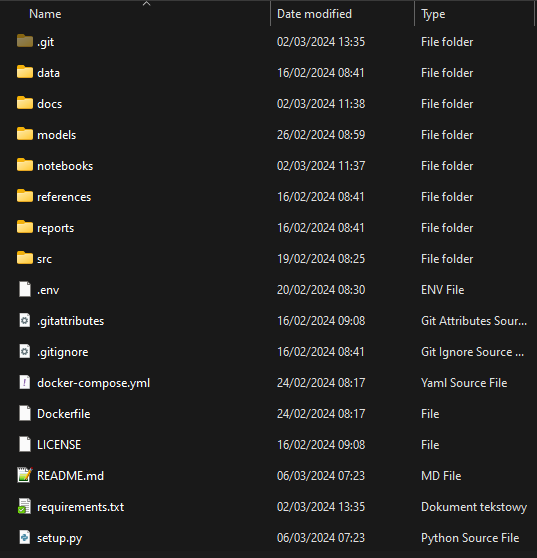 Name Date modified Type
.git 02/03/2024 13:35 File folder
data 16/02/2024 08:41 File folder
docs 02/03/2024 11:38 File folder
models 26/02/2024 08:59 File folder
notebooks 02/03/2024 11:37 File folder
references 16/02/2024 08:41 File folder
reports 16/02/2024 08:41 File folder
src 19/02/2024 08:25 File folder
.env 20/02/2024 08:30 ENV File
.gitattributes 16/02/2024 09:08 Git Attributes Sour...
.gitignore 16/02/2024 08:41 Git Ignore Source ...
docker-compose.yml 24/02/2024 08:17 Yaml Source File
Dockerfile 24/02/2024 08:17 File
LICENSE 16/02/2024 09:08 File
README.md 06/03/2024 07:23 MD File
requirements.txt 02/03/2024 13:35 Dokument tekstowy
setup.py 06/03/2024 07:23 Python Source File